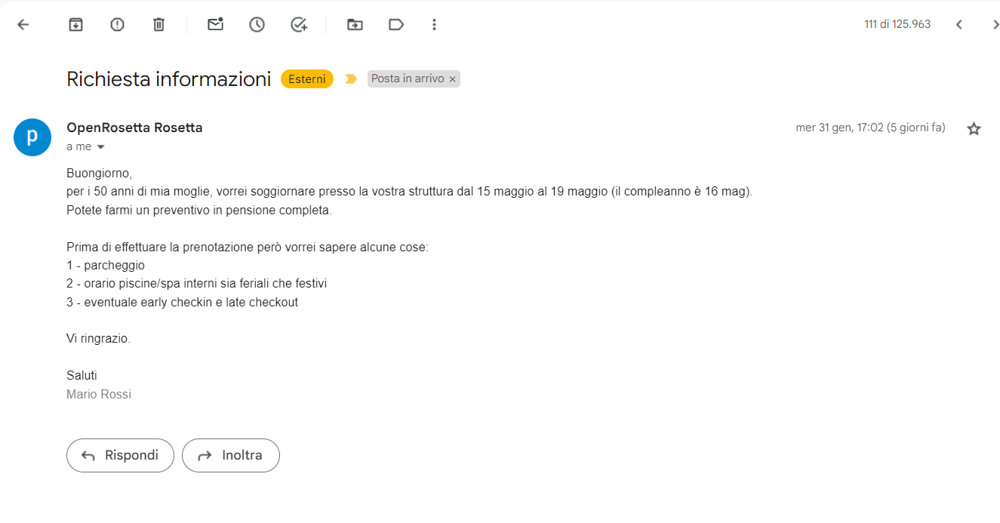 111 di 125.963
Richiesta informazioni Esterni Posta in arrivo ×
p
OpenRosetta Rosetta mer 31 gen, 17:02 (5 giorni fa)
a me
Buongiorno,
per i 50 anni di mia moglie, vorrei soggiornare presso la vostra struttura dal 15 maggio al 19 maggio (il compleanno è 16 mag).
Potete farmi un preventivo in pensione completa.
Prima di effettuare la prenotazione però vorrei sapere alcune cose:
1 - parcheggio
2 - orario piscine/spa interni sia feriali che festivi
3 - eventuale early checkin e late checkout
Vi ringrazio.
Saluti
Mario Rossi
Rispondi Inoltra